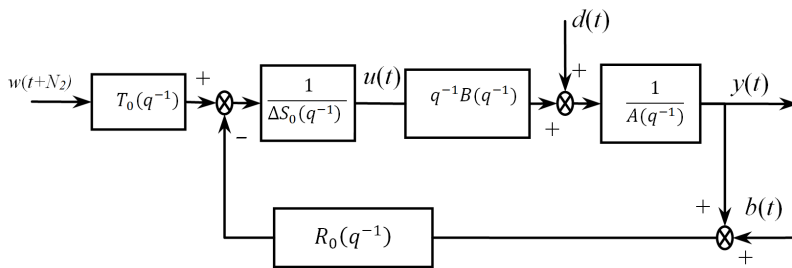 d(t)
w(t+N₂)
+
+
T₀(q⁻¹)
1
ΔS₀(q⁻¹)
u(t)
q⁻¹B(q⁻¹)
1
A(q⁻¹)
y(t)
−
+
+
b(t)
R₀(q⁻¹)
+